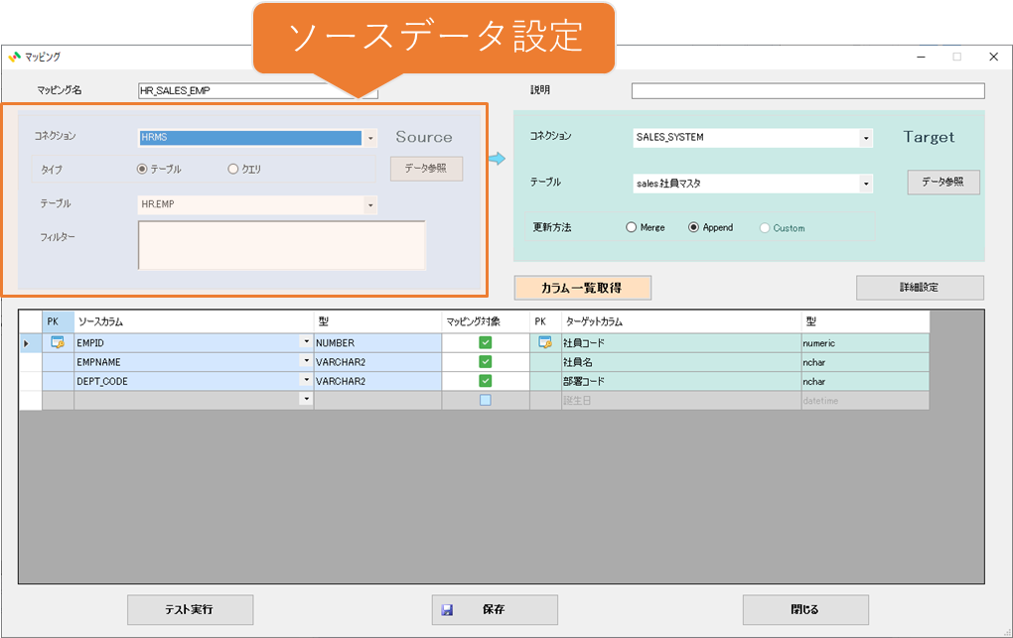 ソースデータ設定
マッピング
マッピング名 HR_SALES_EMP 説明
コネクション HRMS Source
タイプ テーブル クエリ データ参照
テーブル HR.EMP
フィルター
コネクション SALES_SYSTEM Target
テーブル sales.社員マスタ データ参照
更新方法 Merge Append Custom
カラム一覧取得 詳細設定
PK ソースカラム 型 マッピング対象 PK ターゲットカラム 型
EMPID NUMBER 社員コード numeric
EMPNAME VARCHAR2 社員名 nchar
DEPT_CODE VARCHAR2 部署コード nchar
誕生日 datetime
テスト実行 保存 閉じる